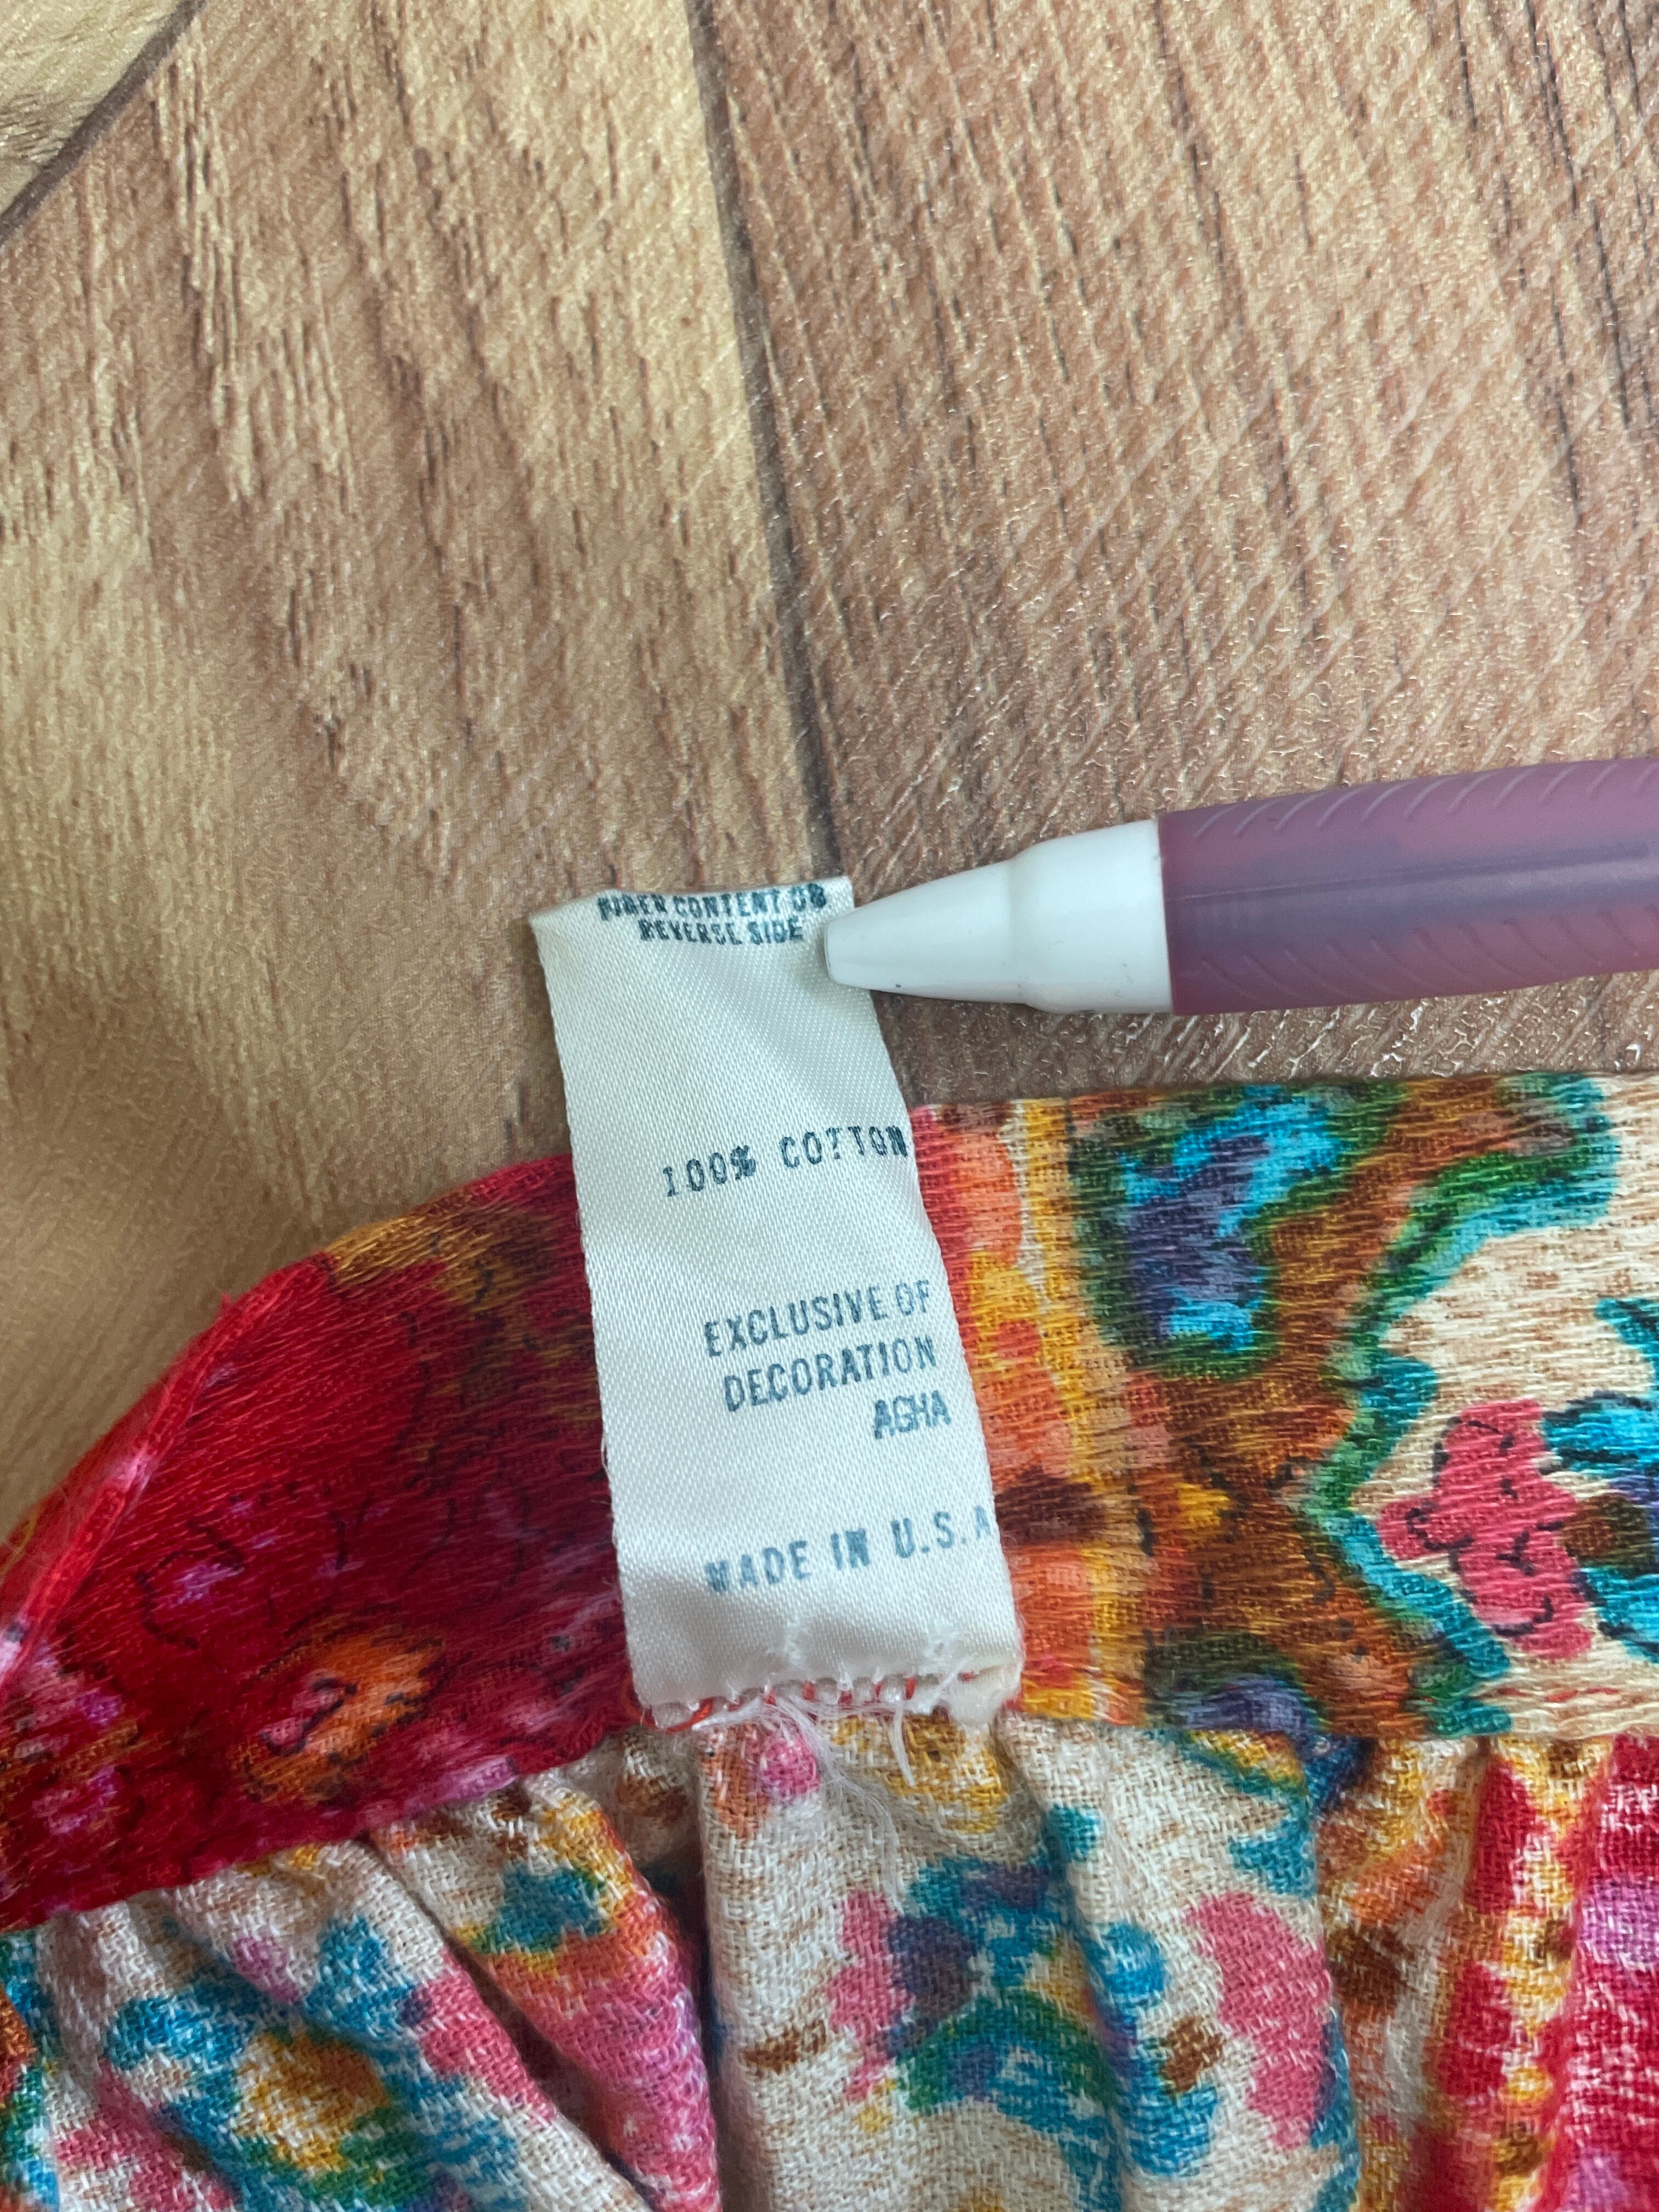 FIBER CONTENT ON
REVERSE SIDE
100% COTTON
EXCLUSIVE OF
DECORATION
AGHA
MADE IN U.S.A